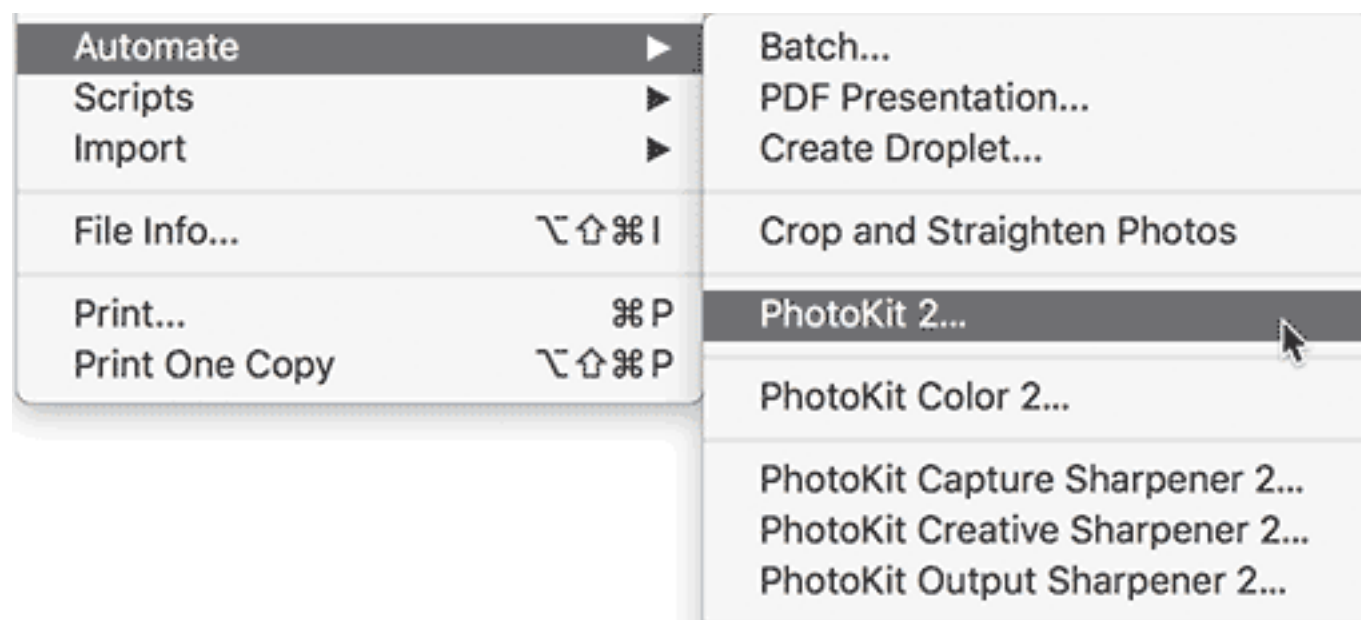 Automate ▶
Scripts ▶
Import ▶
File Info... ⌥⇧⌘I
Print... ⌘P
Print One Copy ⌥⇧⌘P
Batch...
PDF Presentation...
Create Droplet...
Crop and Straighten Photos
PhotoKit 2...
PhotoKit Color 2...
PhotoKit Capture Sharpener 2...
PhotoKit Creative Sharpener 2...
PhotoKit Output Sharpener 2...